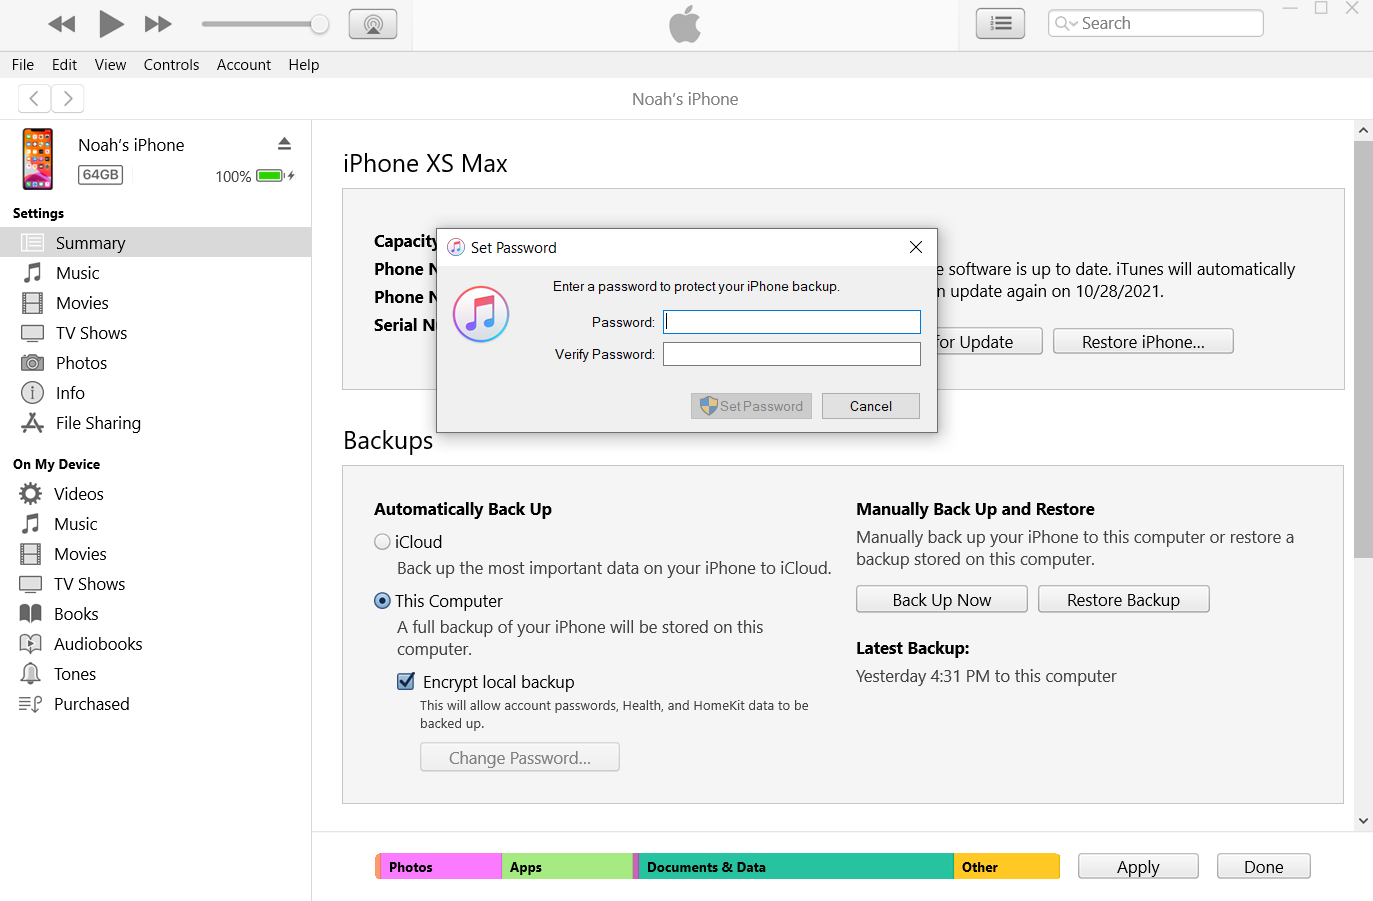 Search
File Edit View Controls Account Help
Noah's iPhone
Noah's iPhone
64GB
100%
Settings
Summary
Music
Movies
TV Shows
Photos
Info
File Sharing
On My Device
Videos
Music
Movies
TV Shows
Books
Audiobooks
Tones
Purchased
iPhone XS Max
Capacity
Phone N
Phone N
Serial N
software is up to date. iTunes will automatically
update again on 10/28/2021.
for Update
Restore iPhone...
Set Password
Enter a password to protect your iPhone backup.
Password:
Verify Password:
Set Password
Cancel
Backups
Automatically Back Up
iCloud
Back up the most important data on your iPhone to iCloud.
This Computer
A full backup of your iPhone will be stored on this
computer.
Encrypt local backup
This will allow account passwords, Health, and HomeKit data to be
backed up.
Change Password...
Manually Back Up and Restore
Manually back up your iPhone to this computer or restore a
backup stored on this computer.
Back Up Now
Restore Backup
Latest Backup:
Yesterday 4:31 PM to this computer
Photos
Apps
Documents & Data
Other
Apply
Done